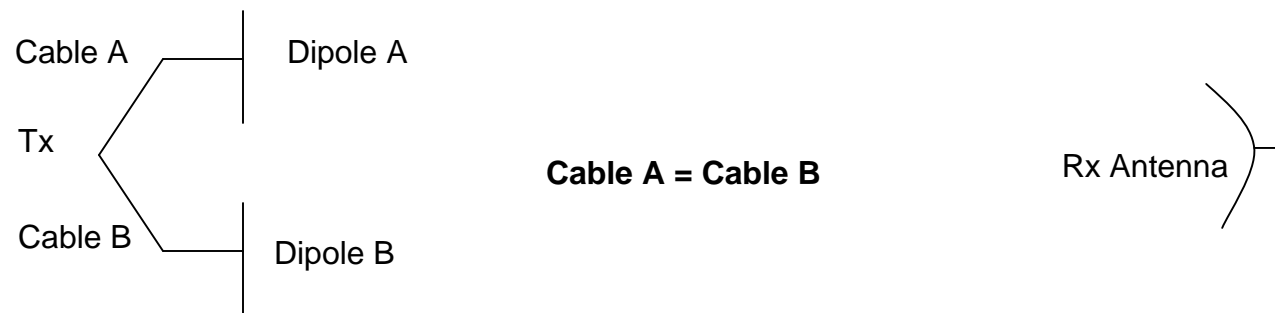 Cable A
Dipole A
Tx
Cable A = Cable B
Rx Antenna
Cable B
Dipole B